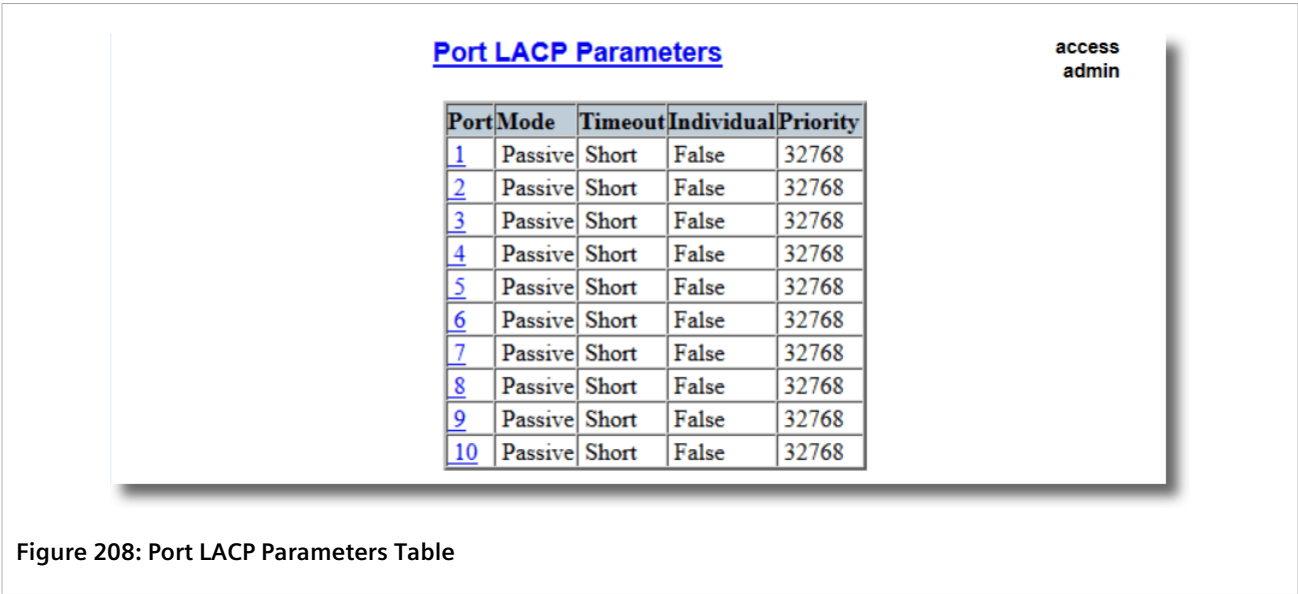 Port LACP Parameters
access
admin
Port Mode Timeout Individual Priority
1 Passive Short False 32768
2 Passive Short False 32768
3 Passive Short False 32768
4 Passive Short False 32768
5 Passive Short False 32768
6 Passive Short False 32768
7 Passive Short False 32768
8 Passive Short False 32768
9 Passive Short False 32768
10 Passive Short False 32768
Figure 208: Port LACP Parameters Table